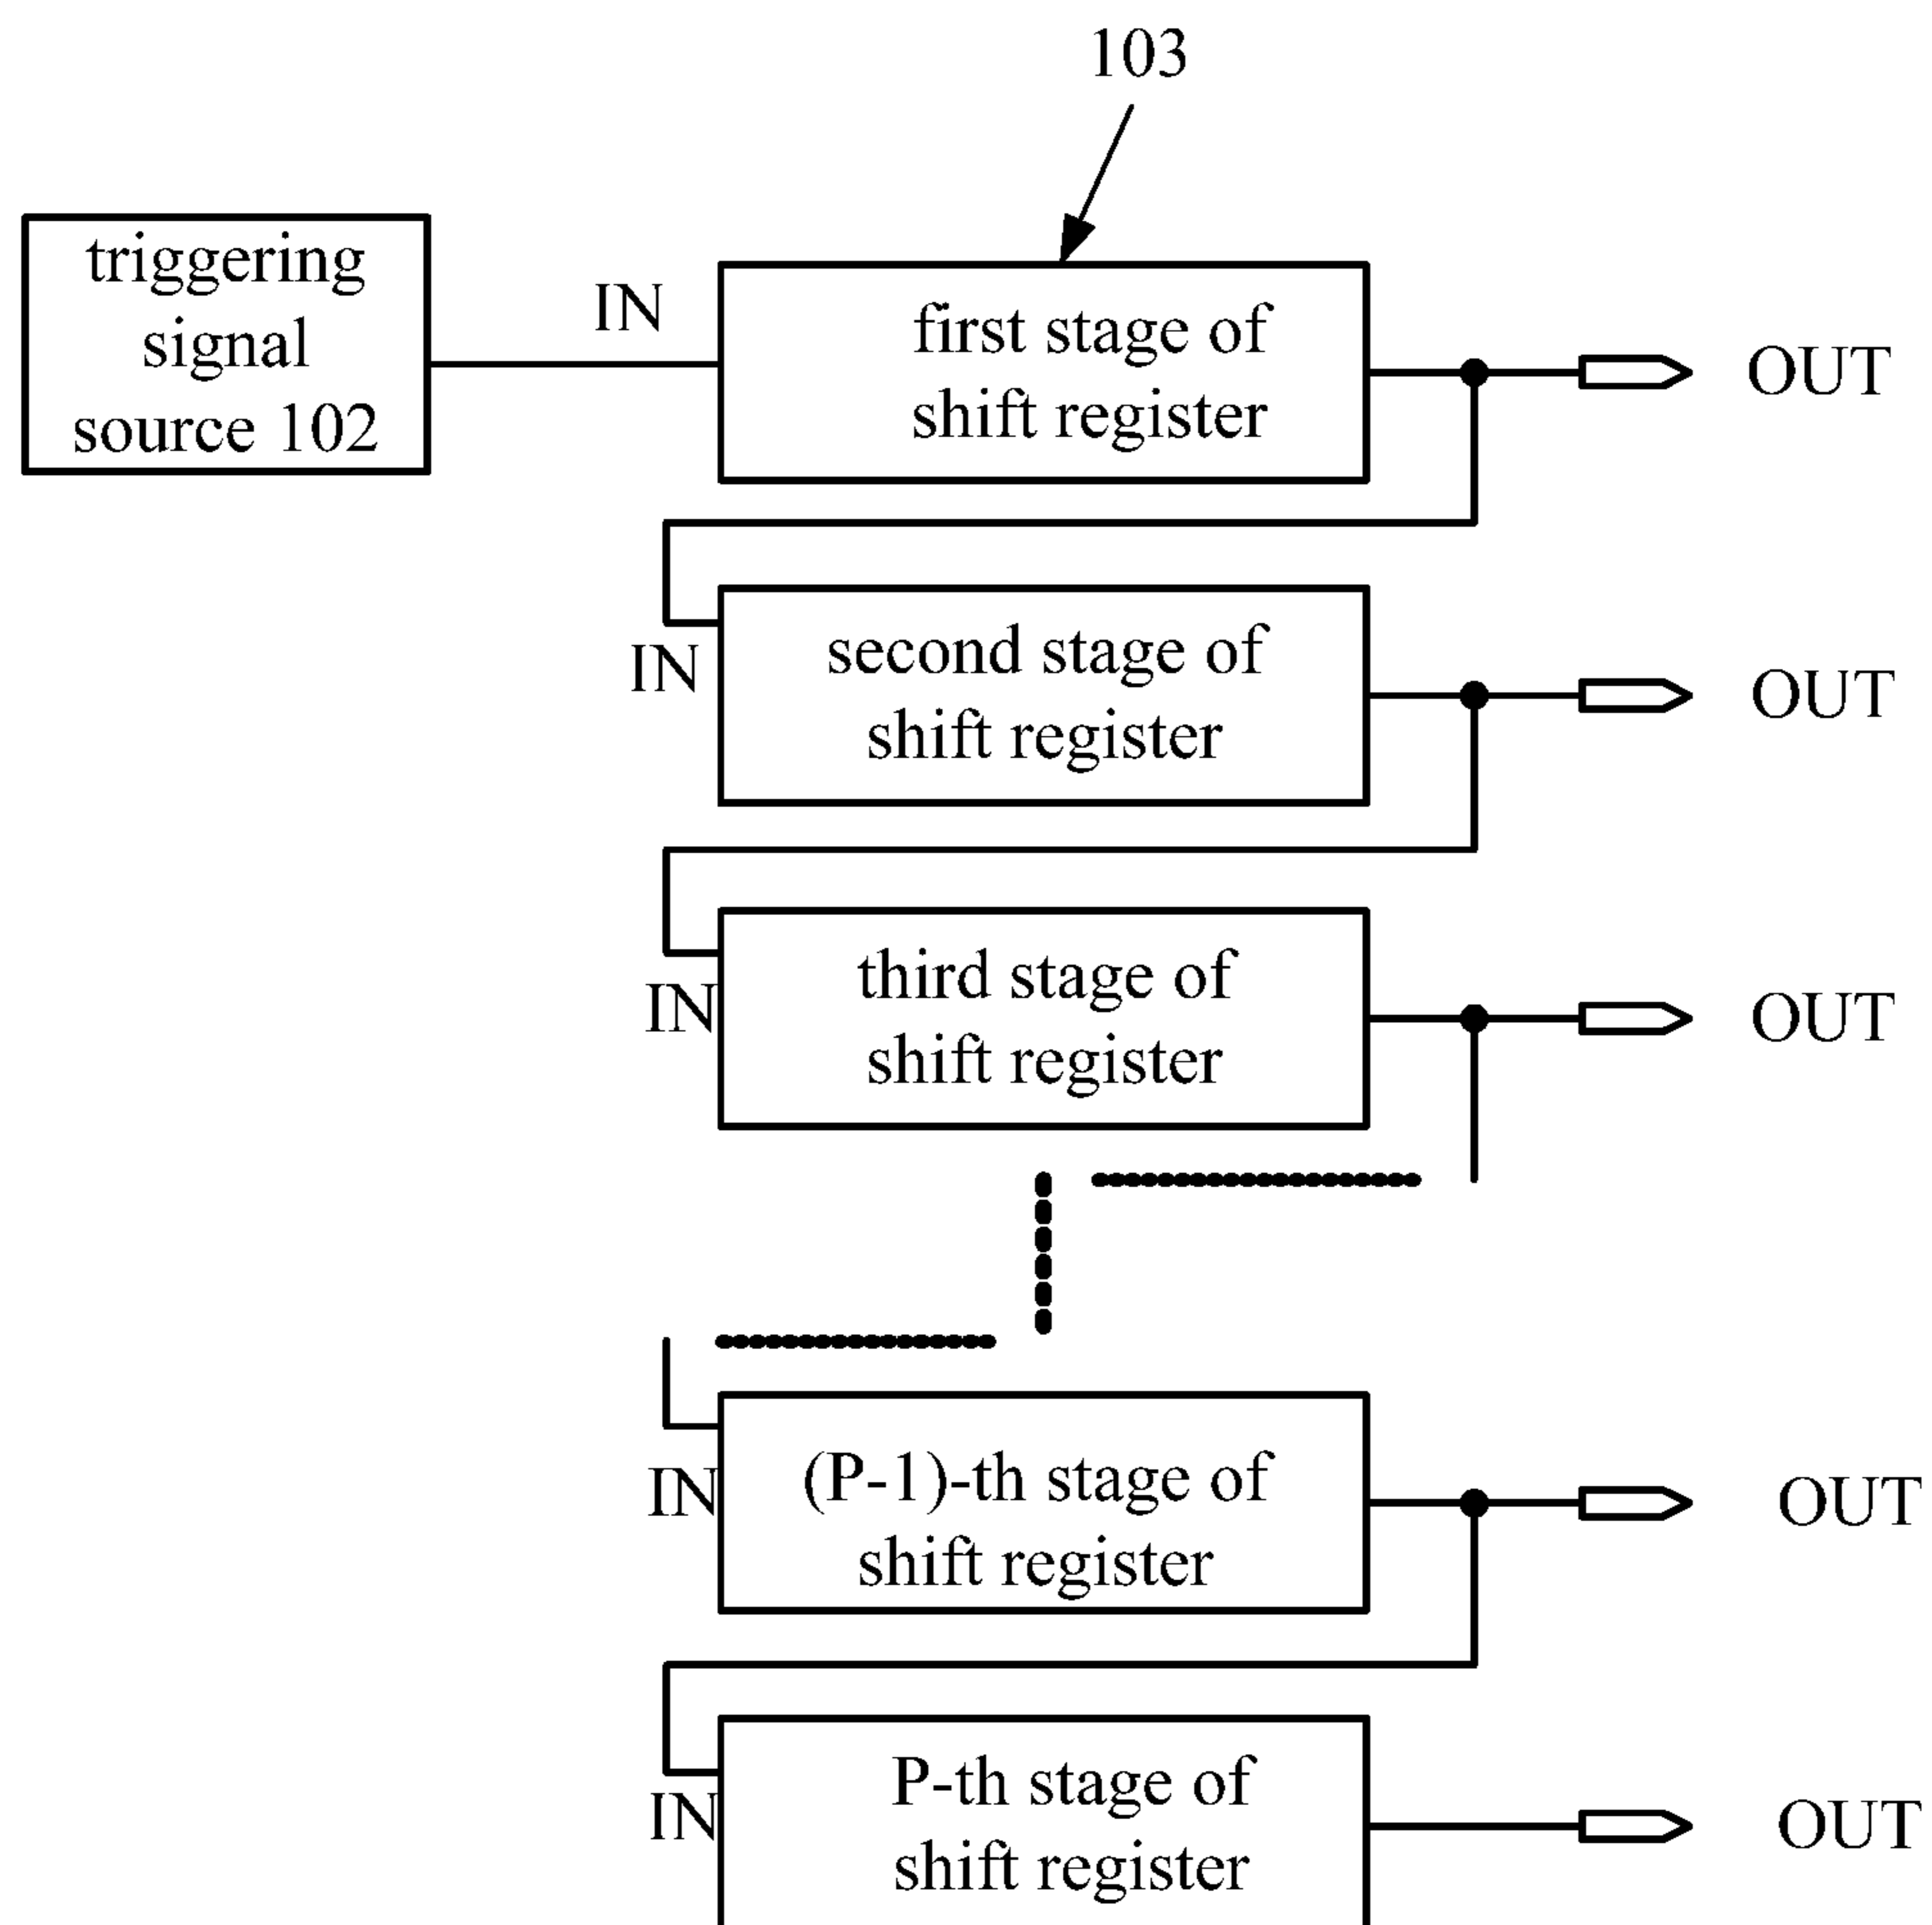 103
triggering
signal
source 102
IN
first stage of
shift register
OUT
IN
second stage of
shift register
OUT
IN
third stage of
shift register
OUT
IN
(P-1)-th stage of
shift register
OUT
IN
P-th stage of
shift register
OUT